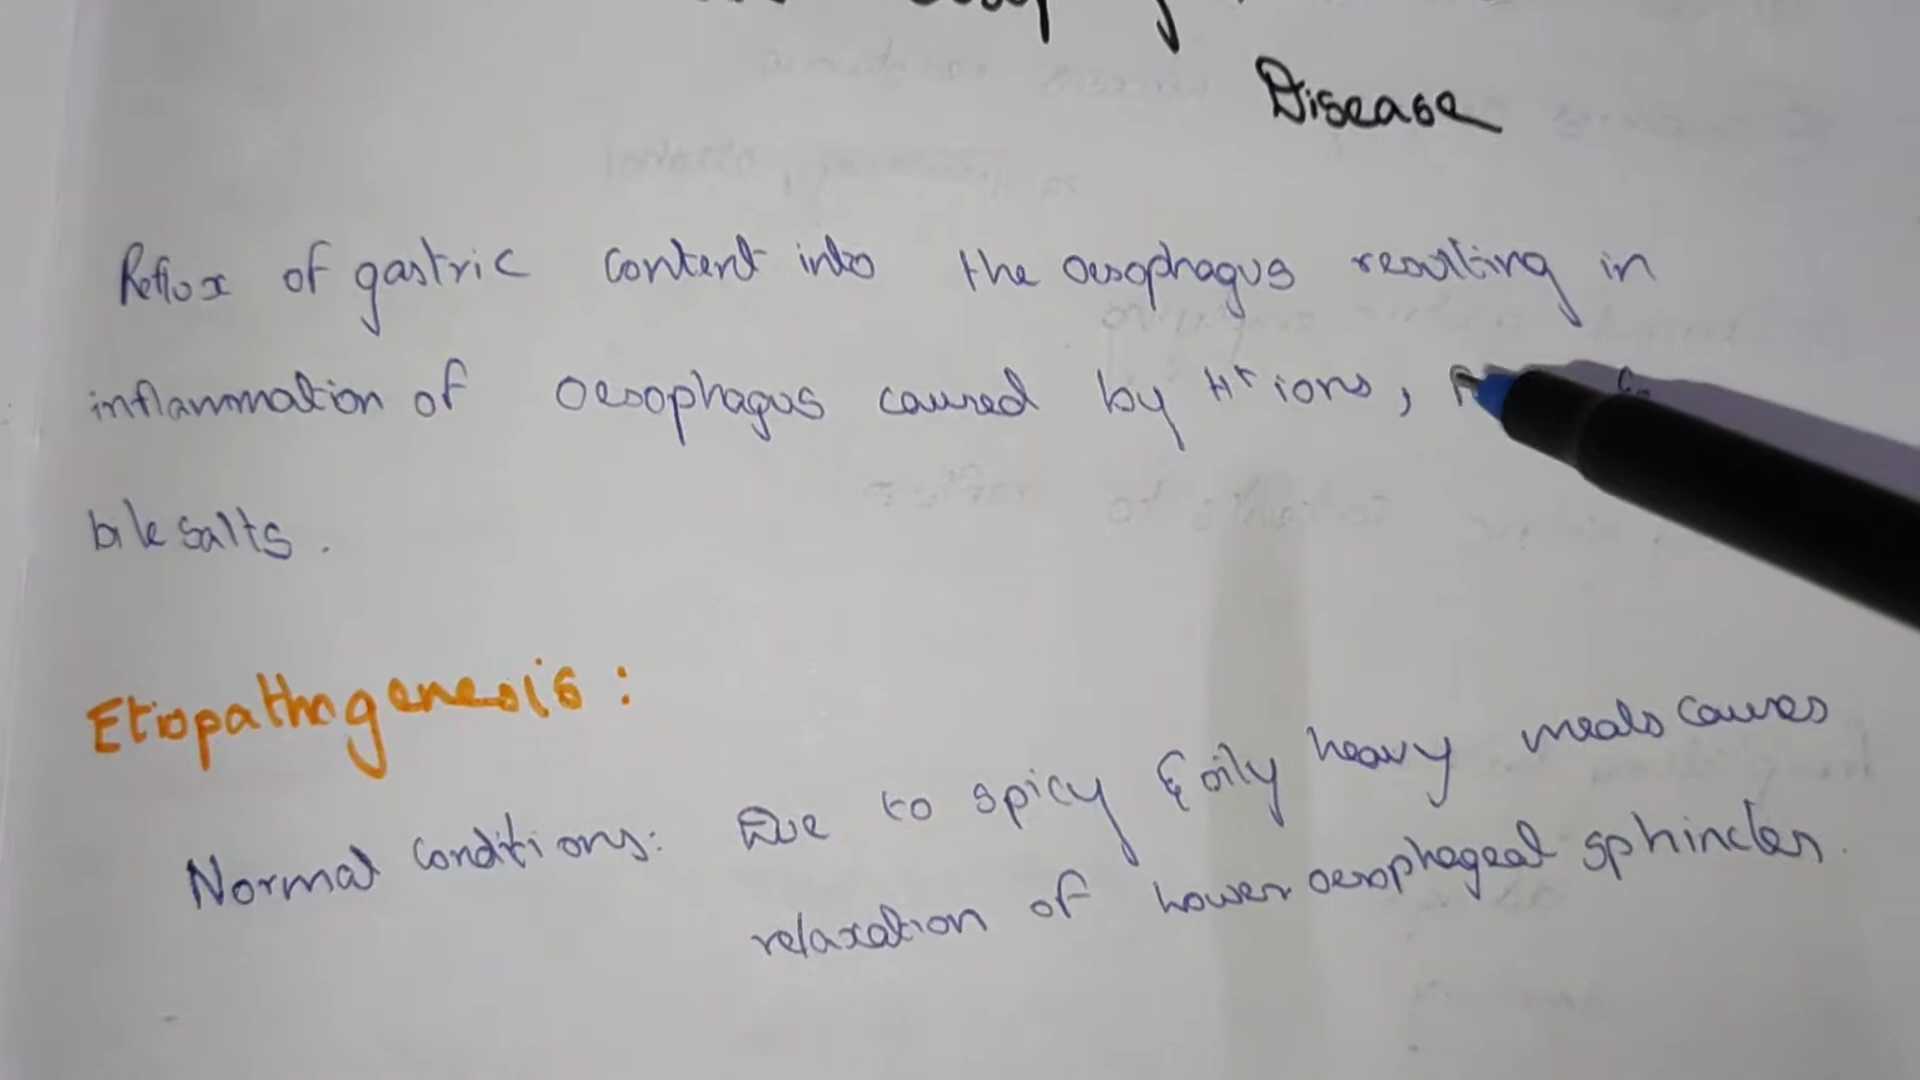 Disease
Reflux of gastric content into the oesophagus resulting in
inflammation of oesophagus caused by H+ ions,
bile salts.
Etiopathogenesis:
Normal conditions: Due to spicy & oily heavy meals causes
relaxation of Lower oesophageal sphincter.